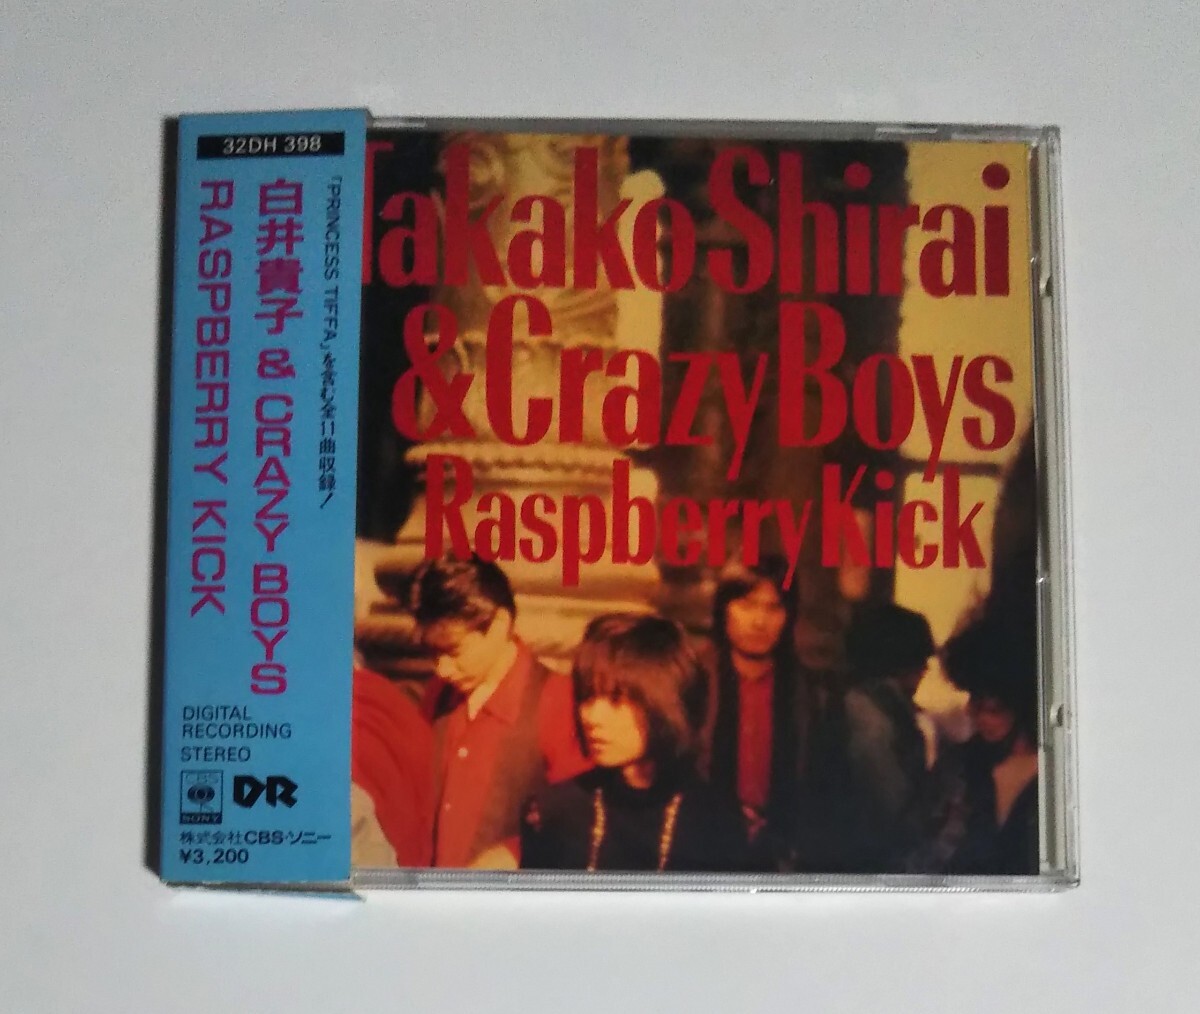 32DH 398
「PRINCESS TIFFA」を含む全十一曲収録!
白井貴子 & CRAZY BOYS
RASPBERRY KICK
DIGITAL
RECORDING
STEREO
CBS
SONY
DR
株式会社CBS・ソニー
¥3,200
Takako Shirai
& Crazy Boys
Raspberry Kick